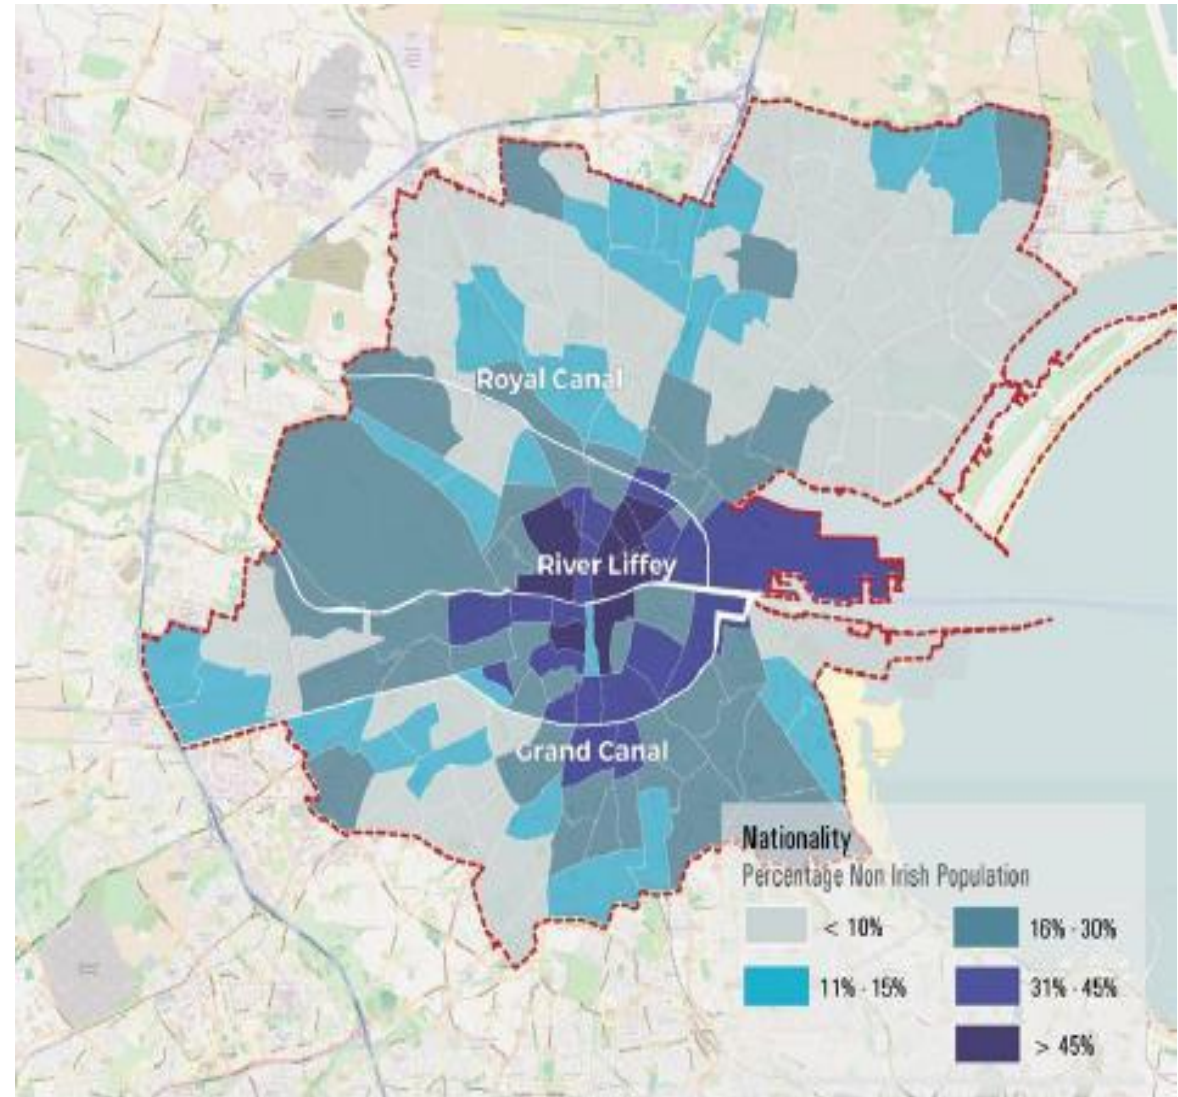 Royal Canal
River Liffey
Grand Canal
Nationality
Percentage Non Irish Population
< 10%
16% - 30%
11% - 15%
31% - 45%
> 45%